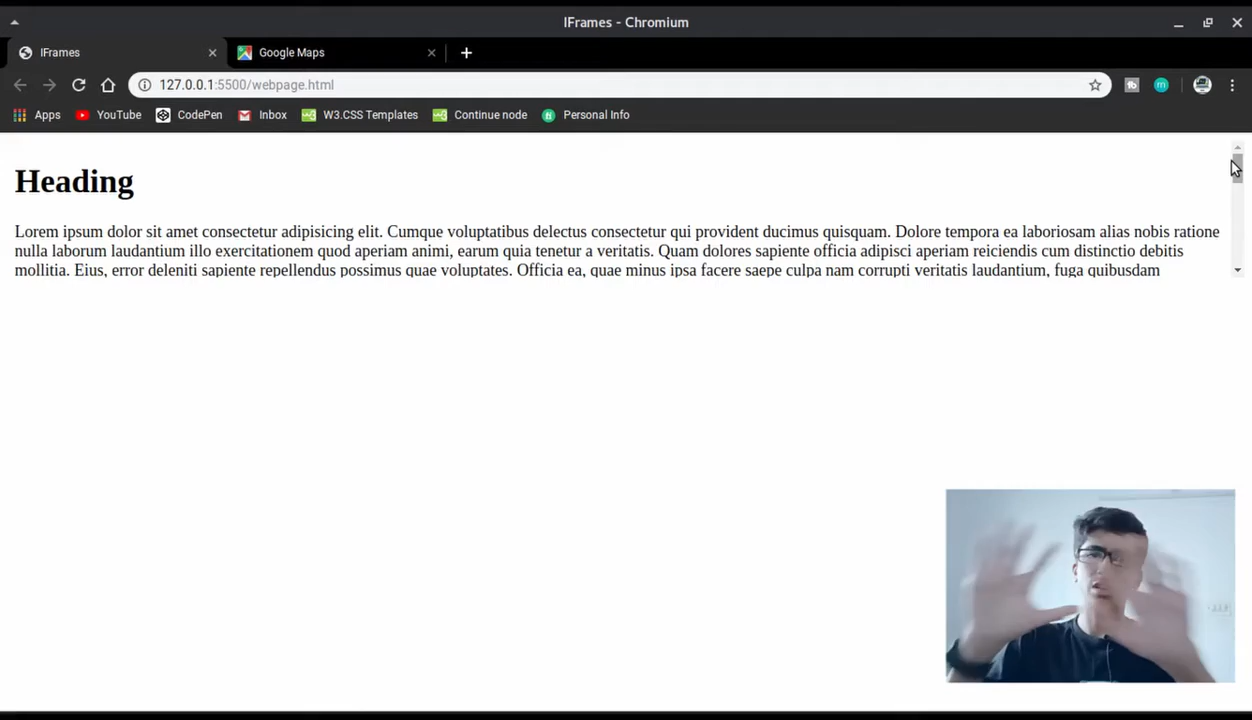 IFrames - Chromium
IFrames
Google Maps
127.0.0.1:5500/webpage.html
Apps
YouTube
CodePen
Inbox
W3.CSS Templates
Continue node
Personal Info
Heading
Lorem ipsum dolor sit amet consectetur adipisicing elit. Cumque voluptatibus delectus consectetur qui provident ducimus quisquam. Dolore tempora ea laboriosam alias nobis ratione
nulla laborum laudantium illo exercitationem quod aperiam animi, earum quia tenetur a veritatis. Quam dolores sapiente officia adipisci aperiam reiciendis cum distinctio debitis
mollitia. Eius, error deleniti sapiente repellendus possimus quae voluptates. Officia ea, quae minus ipsa facere saepe culpa nam corrupti veritatis laudantium, fuga quibusdam